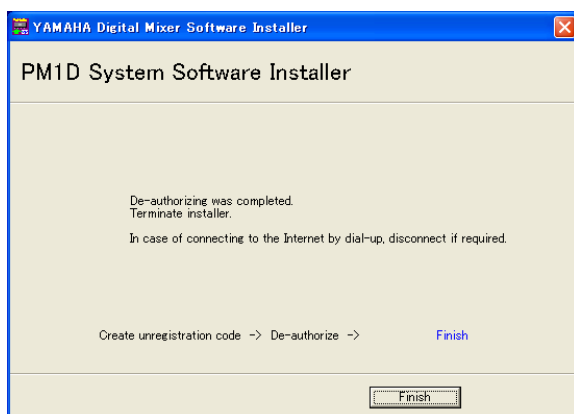 YAMAHA Digital Mixer Software Installer
PM1D System Software Installer
De-authorizing was completed.
Terminate installer.
In case of connecting to the Internet by dial-up, disconnect if required.
Create unregistration code -> De-authorize -> Finish
Finish